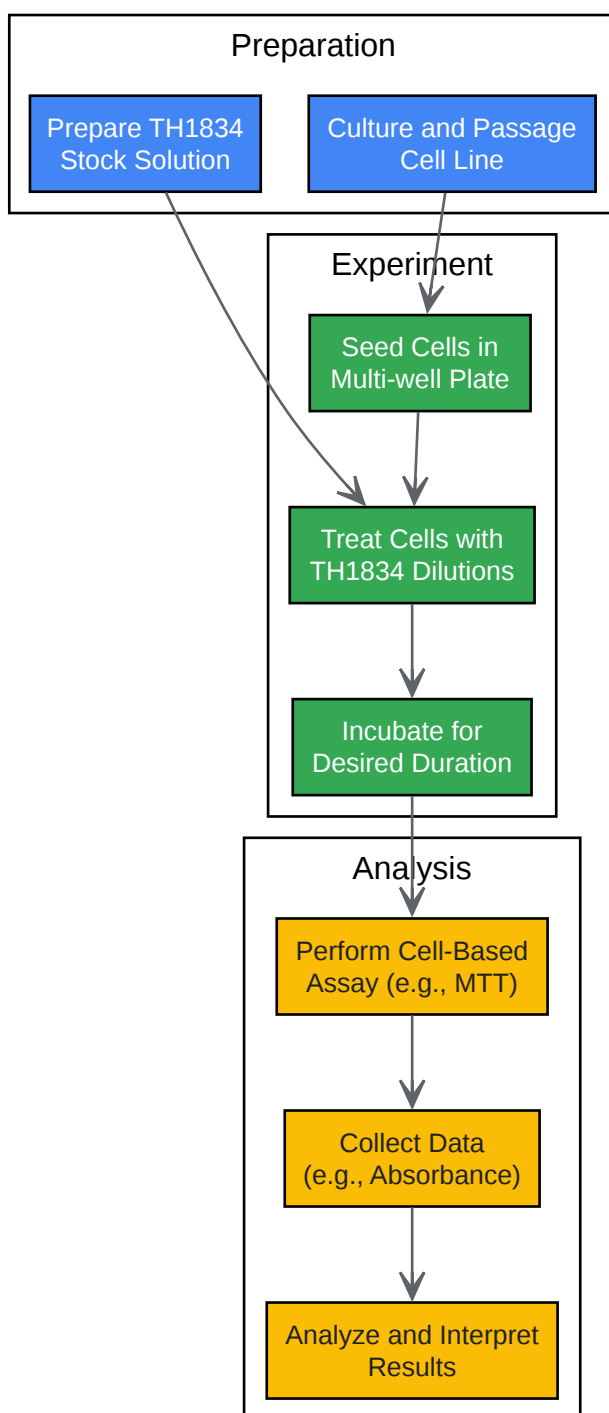 Preparation
Prepare TH1834
Stock Solution
Culture and Passage
Cell Line
Experiment
Seed Cells in
Multi-well Plate
Treat Cells with
TH1834 Dilutions
Incubate for
Desired Duration
Analysis
Perform Cell-Based
Assay (e.g., MTT)
Collect Data
(e.g., Absorbance)
Analyze and Interpret
Results